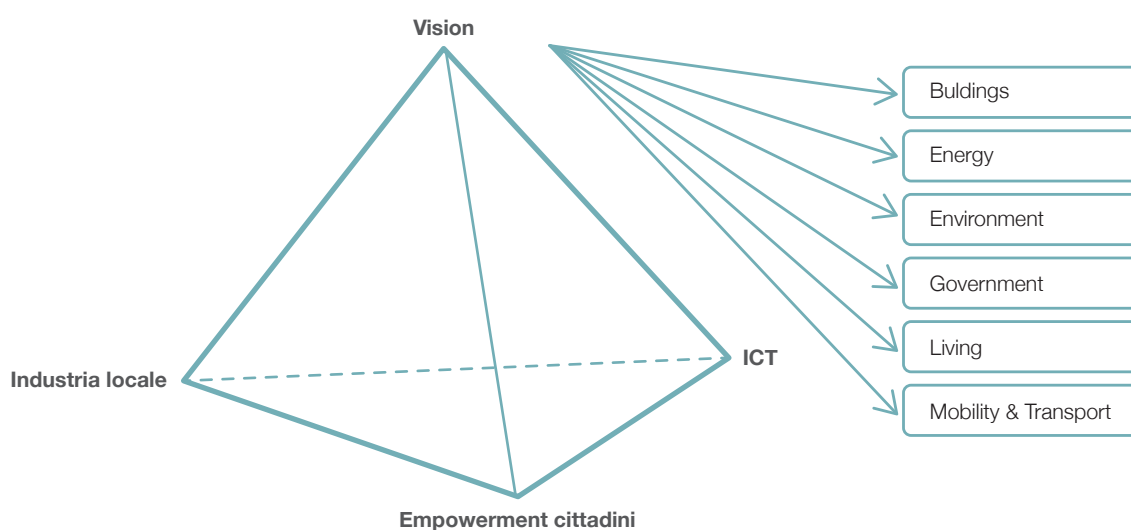 Vision
Buldings
Energy
Environment
Government
Living
Mobility & Transport
ICT
Industria locale
Empowerment cittadini